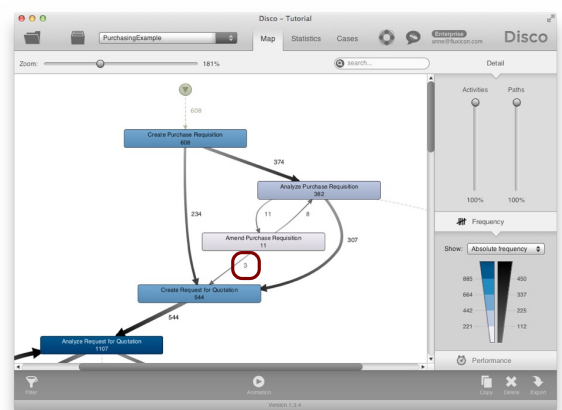 Disco – Tutorial
PurchasingExample
Map
Statistics
Cases
Enterprise
anne@fluxicon.com
Disco
Zoom:
181%
search...
Detail
608
Create Purchase Requisition
608
374
Analyze Purchase Requisition
362
234
11
8
Amend Purchase Requisition
11
307
3
Create Request for Quotation
544
544
Analyze Request for Quotation
1107
Activities
Paths
100%
100%
Frequency
Show:
Absolute frequency
885
450
664
337
442
225
221
112
Performance
Filter
Animation
Copy
Delete
Export
Version 1.3.4